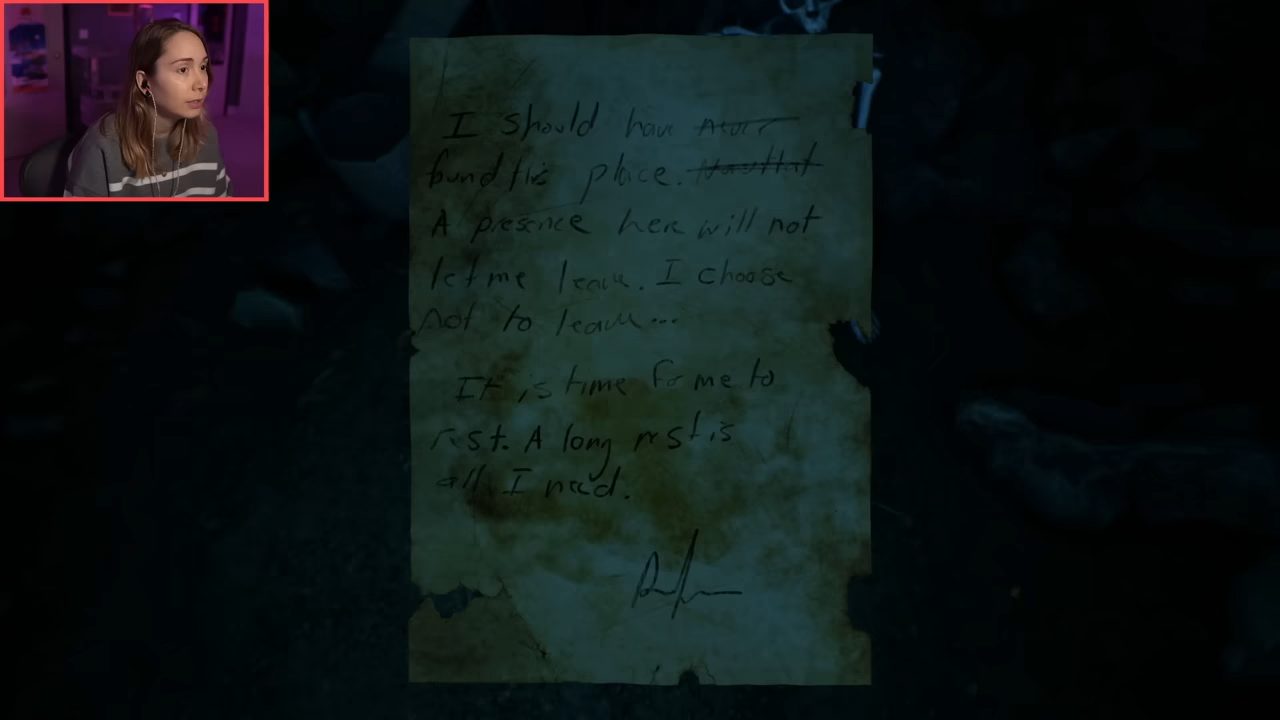 I should have never
found this place.
A presence here will not
let me leave. I choose
not to leave...
It is time for me to
rest. A long rest is
all I need.